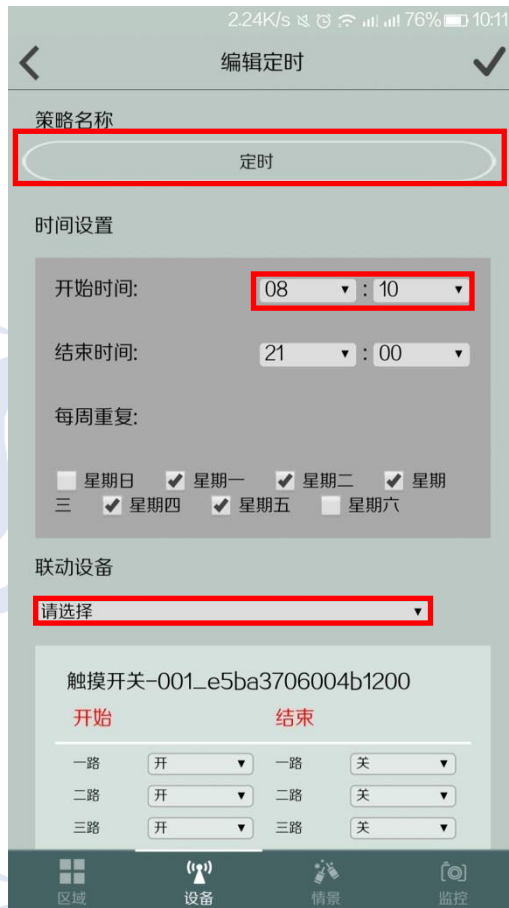 2.24K/s 76% 10:11
编辑定时
策略名称
定时
时间设置
开始时间: 08 : 10
结束时间: 21 : 00
每周重复:
星期日 星期一 星期二 星期
三 星期四 星期五 星期六
联动设备
请选择
触摸开关-001_e5ba3706004b1200
开始 结束
一路 开 一路 关
二路 开 二路 关
三路 开 三路 关
区域 设备 情景 监控